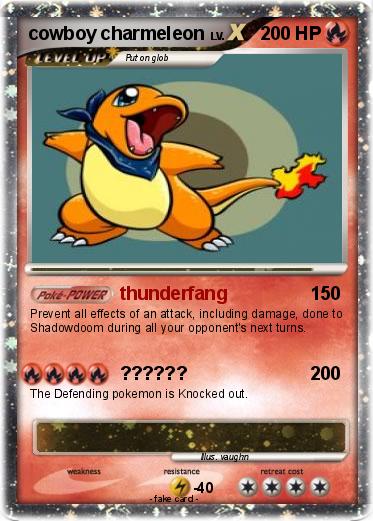 cowboy charmeleon LV. X 200 HP
LEVEL-UP Put on glob
Poké-POWER thunderfang 150
Prevent all effects of an attack, including damage, done to
Shadowdoom during all your opponent's next turns.
?????? 200
The Defending pokemon is Knocked out.
Illus. vaughn
weakness resistance retreat cost
-40
- fake card -